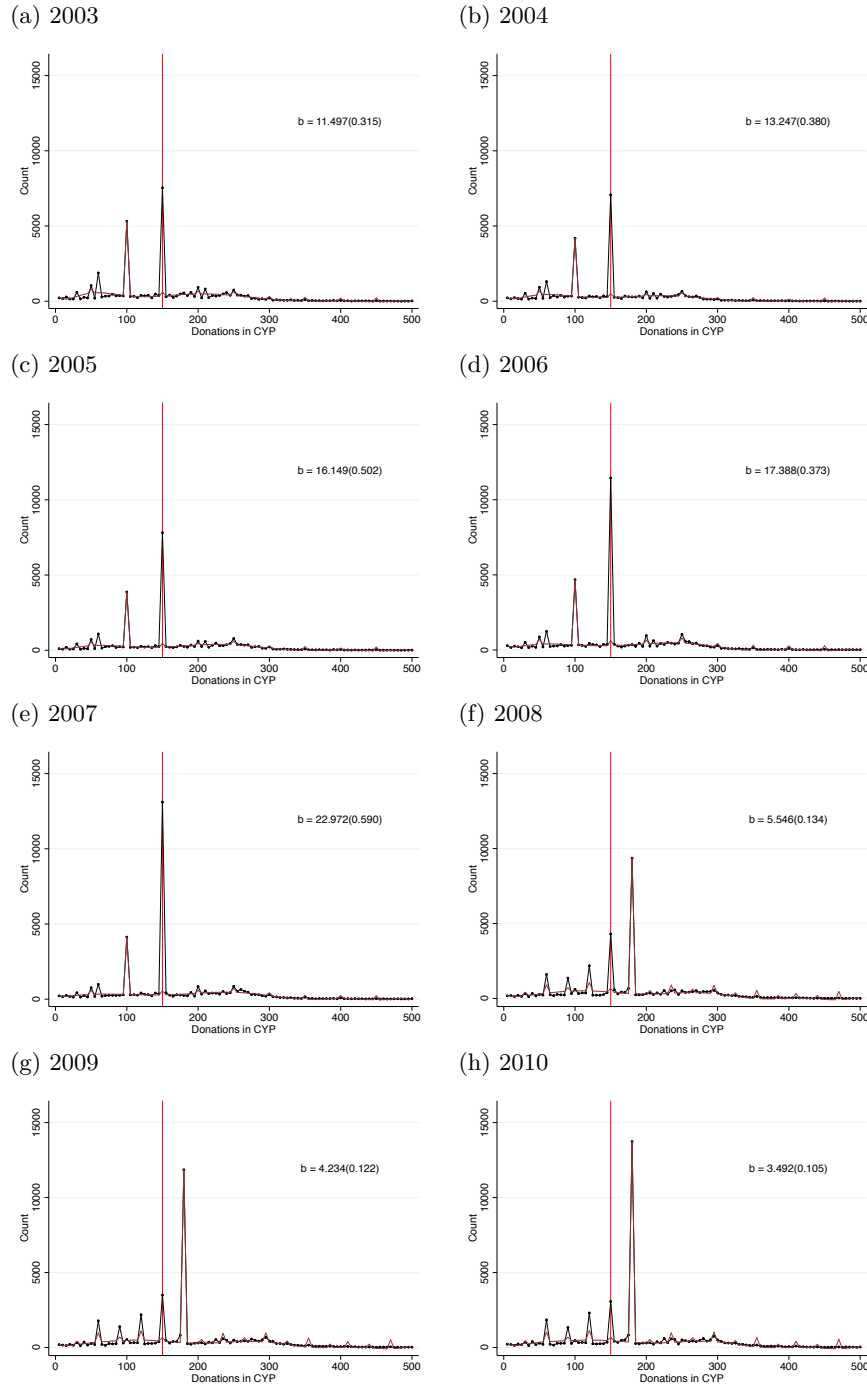 (a) 2003
(b) 2004
15000
10000
5000
0
Count
b = 11.497(0.315)
0 100 200 300 400 500
Donations in CYP
15000
10000
5000
0
Count
b = 13.247(0.380)
0 100 200 300 400 500
Donations in CYP
(c) 2005
(d) 2006
15000
10000
5000
0
Count
b = 16.149(0.502)
0 100 200 300 400 500
Donations in CYP
15000
10000
5000
0
Count
b = 17.388(0.373)
0 100 200 300 400 500
Donations in CYP
(e) 2007
(f) 2008
15000
10000
5000
0
Count
b = 22.972(0.590)
0 100 200 300 400 500
Donations in CYP
15000
10000
5000
0
Count
b = 5.546(0.134)
0 100 200 300 400 500
Donations in CYP
(g) 2009
(h) 2010
15000
10000
5000
0
Count
b = 4.234(0.122)
0 100 200 300 400 500
Donations in CYP
15000
10000
5000
0
Count
b = 3.492(0.105)
0 100 200 300 400 500
Donations in CYP